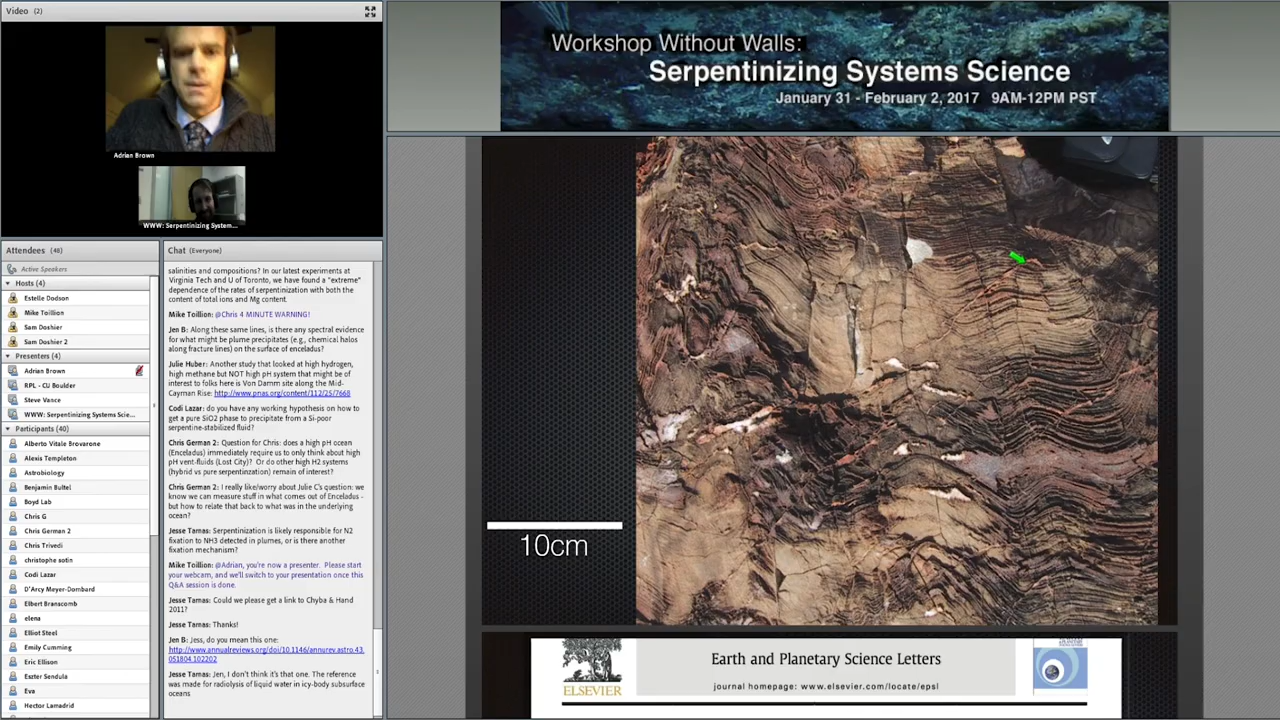 Video (2)
Adrian Brown
WWW: Serpentinizing System...
Attendees (48)
Active Speakers
Hosts (4)
Estelle Dodson
Mike Toillion
Sam Doshier
Sam Doshier 2
Presenters (4)
Adrian Brown
RPL - CU Boulder
Steve Vance
WWW: Serpentinizing Systems Scie...
Participants (40)
Alberto Vitale Brovarone
Alexis Templeton
Astrobiology
Benjamin Bultel
Boyd Lab
Chris G
Chris German 2
Chris Trivedi
christophe sotin
Codi Lazar
D'Arcy Meyer-Dombard
Elbert Branscomb
elena
Elliot Steel
Emily Cumming
Eric Ellison
Eszter Sendula
Eva
Hector Lamadrid
Chat (Everyone)
salinities and compositions? In our latest experiments at
Virginia Tech and U of Toronto, we have found a "extreme"
dependence of the rates of serpentinization with both the
content of total ions and Mg content.
Mike Toillion: @Chris 4 MINUTE WARNING!
Jen B: Along these same lines, is there any spectral evidence
for what might be plume precipitates (e.g., chemical halos
along fracture lines) on the surface of enceladus?
Julie Huber: Another study that looked at high hydrogen,
high methane but NOT high pH system that might be of
interest to folks here is Von Damm site along the Mid-
Cayman Rise: http://www.pnas.org/content/112/25/7668
Codi Lazar: do you have any working hypothesis on how to
get a pure SiO2 phase to precipitate from a Si-poor
serpentine-stabilized fluid?
Chris German 2: Question for Chris: does a high pH ocean
(Enceladus) immediately require us to only think about high
pH vent-fluids (Lost City)? Or do other high H2 systems
(hybrid vs pure serpentinzation) remain of interest?
Chris German 2: I really like/worry about Julie C's question: we
know we can measure stuff in what comes out of Enceladus -
but how to relate that back to what was in the underlying
ocean?
Jesse Tarnas: Serpentinization is likely responsible for N2
fixation to NH3 detected in plumes, or is there another
fixation mechanism?
Mike Toillion: @Adrian, you're now a presenter. Please start
your webcam, and we'll switch to your presentation once this
Q&A session is done.
Jesse Tarnas: Could we please get a link to Chyba & Hand
2011?
Jesse Tarnas: Thanks!
Jen B: Jess, do you mean this one:
http://www.annualreviews.org/doi/10.1146/annurev.astro.43.
051804.102202
Jesse Tarnas: Jen, I don't think it's that one. The reference
was made for radiolysis of liquid water in icy-body subsurface
oceans
Workshop Without Walls:
Serpentinizing Systems Science
January 31 - February 2, 2017 9AM-12PM PST
10cm
ELSEVIER
Earth and Planetary Science Letters
journal homepage: www.elsevier.com/locate/epsl